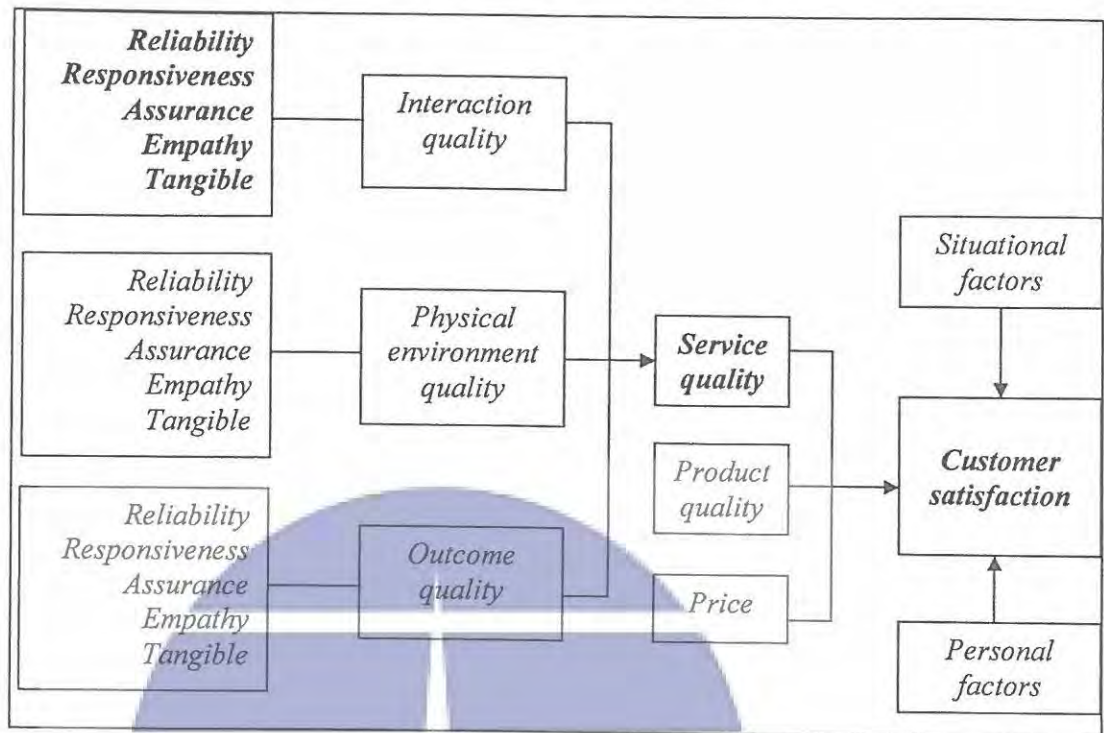 Reliability
Responsiveness
Assurance
Empathy
Tangible
Interaction
quality
Reliability
Responsiveness
Assurance
Empathy
Tangible
Physical
environment
quality
Reliability
Responsiveness
Assurance
Empathy
Tangible
Outcome
quality
Service
quality
Product
quality
Price
Situational
factors
Customer
satisfaction
Personal
factors